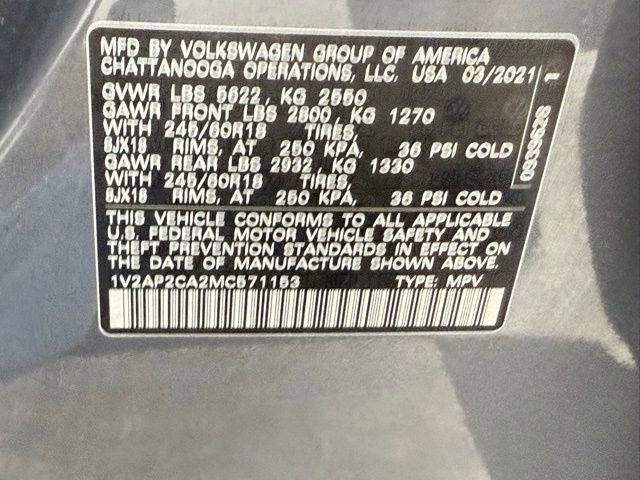 MFD BY VOLKSWAGEN GROUP OF AMERICA
CHATTANOOGA OPERATIONS, LLC, USA 03/2021
GVWR LBS 5622, KG 2550
GAWR FRONT LBS 2800, KG 1270
WITH 245/60R18 TIRES,
8JX18 RIMS, AT 250 KPA, 36 PSI COLD
GAWR REAR LBS 2932, KG 1330
WITH 245/60R18 TIRES,
8JX18 RIMS, AT 250 KPA, 36 PSI COLD
THIS VEHICLE CONFORMS TO ALL APPLICABLE
U.S. FEDERAL MOTOR VEHICLE SAFETY AND
THEFT PREVENTION STANDARDS IN EFFECT ON
THE DATE OF MANUFACTURE SHOWN ABOVE.
1V2AP2CA2MC571153 TYPE: MPV